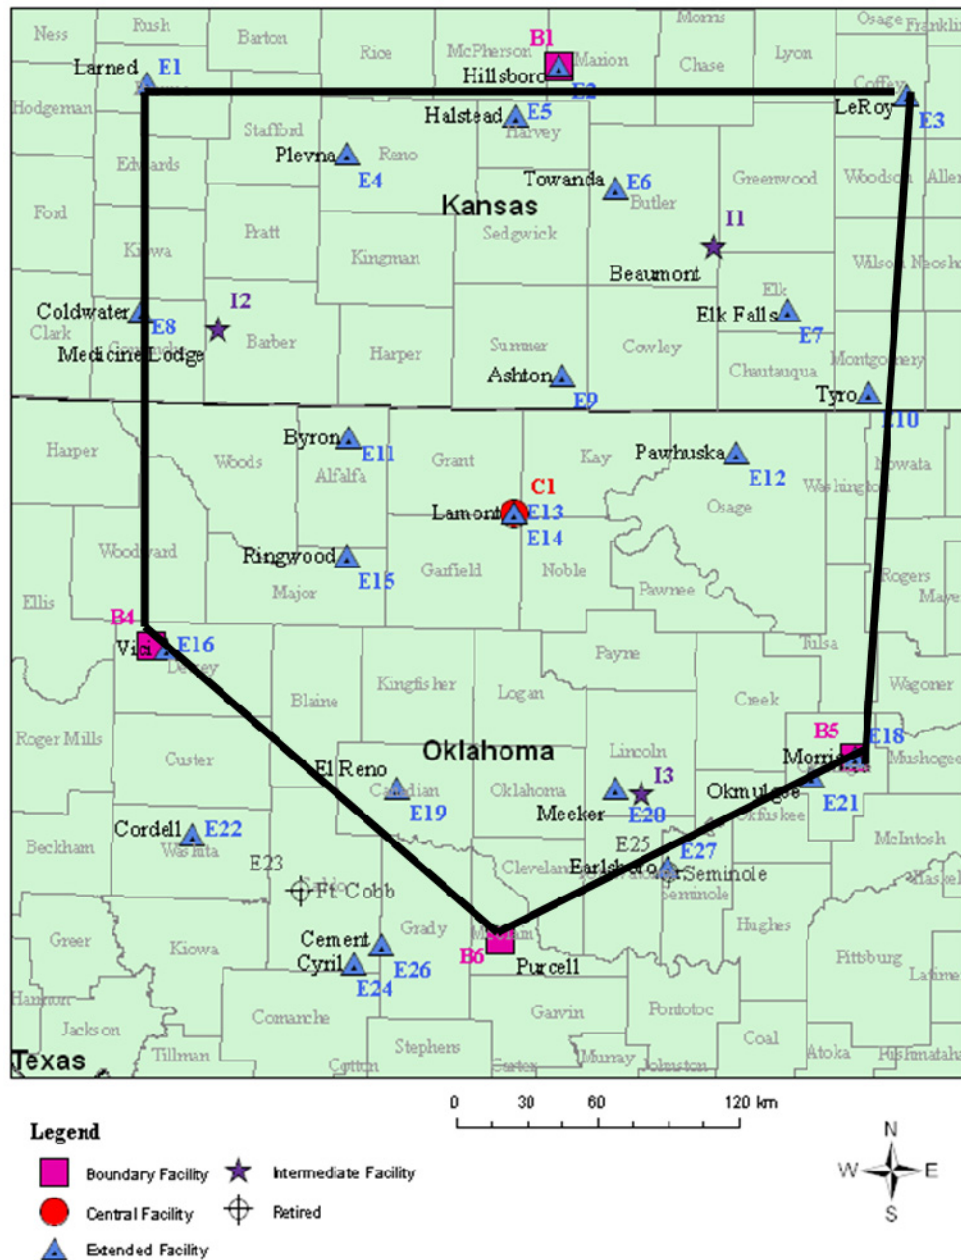 Ness
Rush
Barton
Rice
McPherson
B1
Marion
Morris
Chase
Lyon
Osage
Franklin
Larned
E1
Hillsboro
E2
Coffey
LeRoy
E3
Hodgeman
Stafford
Halstead
E5
Harvey
Edwards
Plevna
Reno
E4
Towanda
E6
Butler
Greenwood
Woodson
Allen
Ford
Kansas
Pratt
Sedgwick
I1
Kiowa
Kingman
Beaumont
Wilson
Neosho
Elk
I2
Coldwater
E8
Clark
Medicine Lodge
Barber
Harper
Sumner
Cowley
Elk Falls
E7
Montgomery
Ashton
E9
Chautauqua
Tyro
E10
Harper
Woods
Byron
E11
Alfalfa
Grant
Kay
Pawhuska
E12
Nowata
Washington
C1
Lamont
E13
E14
Osage
Woodward
Ringwood
E15
Garfield
Noble
Pawnee
Rogers
Ellis
Major
B4
Vici
E16
Dewey
Payne
Tulsa
Blaine
Kingfisher
Logan
Creek
Wagoner
Roger Mills
Custer
Oklahoma
Lincoln
B5
E18
Morris
Muskogee
El Reno
Canadian
E19
Oklahoma
I3
Meeker
E20
Okmulgee
E21
Okfuskee
Cordell
E22
Washita
E25
E27
McIntosh
Beckham
E23
Cleveland
Earlsboro
Seminole
Ft. Cobb
Seminole
Greer
Kiowa
Cement
Grady
Hughes
Cyril
E26
E24
B6
Purcell
Pittsburg
Comanche
Garvin
Pontotoc
Jackson
Stephens
Coal
Texas
Tillman
Cotton
Carter
Murray
Johnston
Atoka
0 30 60 120 km
Legend
Boundary Facility
Intermediate Facility
Central Facility
Retired
Extended Facility
N
W E
S